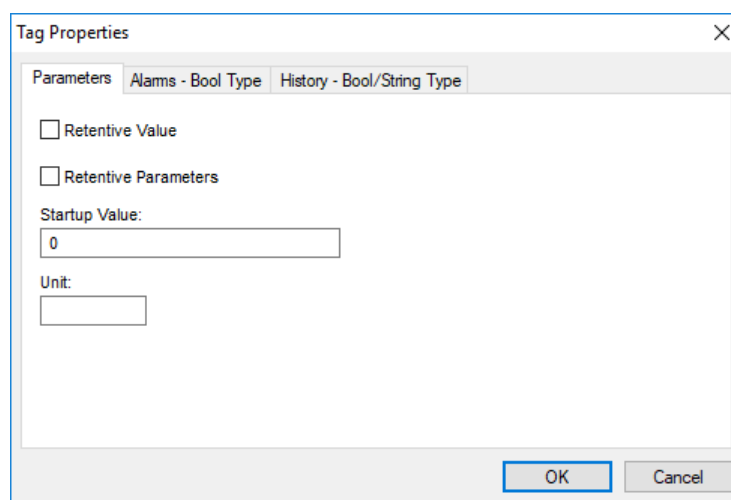 Tag Properties
Parameters Alarms - Bool Type History - Bool/String Type
Retentive Value
Retentive Parameters
Startup Value:
0
Unit:
OK Cancel